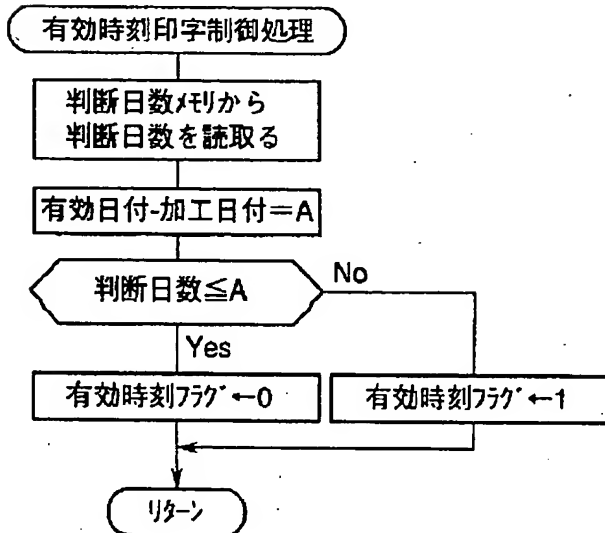 有効時刻印字制御処理
判断日数ﾒﾓﾘから
判断日数を読取る
有効日付-加工日付=A
判断日数≦A
No
Yes
有効時刻ﾌﾗｸﾞ←0
有効時刻ﾌﾗｸﾞ←1
ﾘﾀｰﾝ